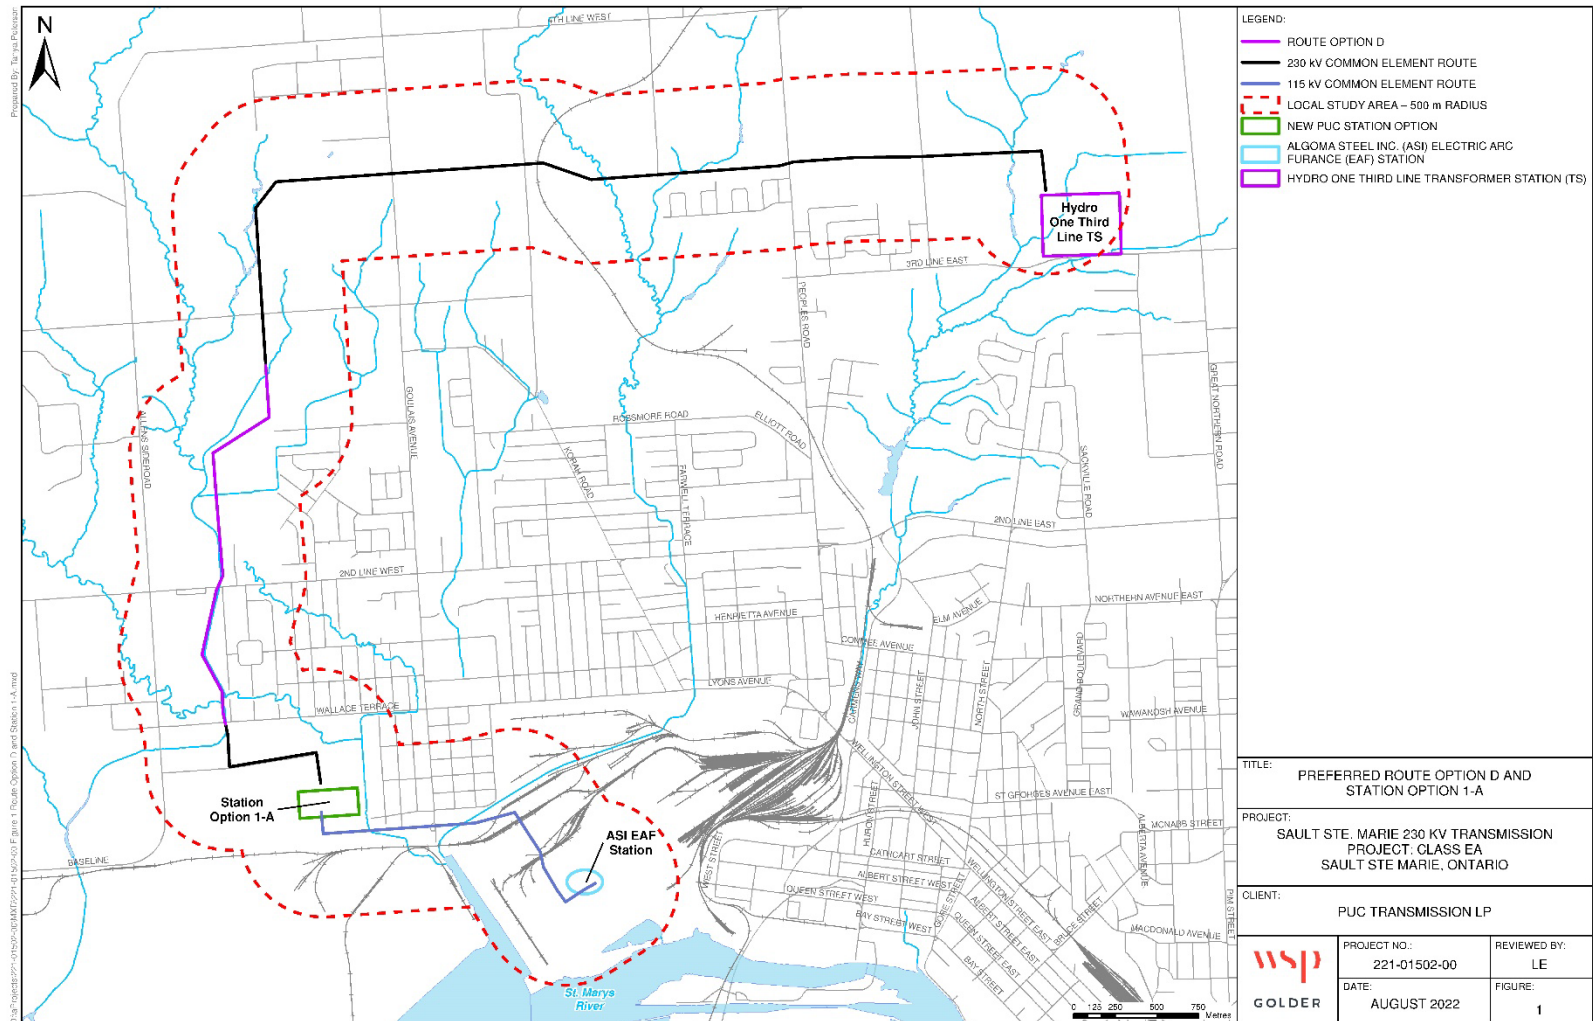 N
4TH LINE WEST
Hydro
One Third
Line TS
3RD LINE EAST
PEOPLES ROAD
GREAT NORTHERN ROAD
ALLENS SIDEROAD
GOULAIS AVENUE
ROSSMORE ROAD
ELLIOTT ROAD
KORAH ROAD
FARWELL TERRACE
SACKVILLE ROAD
2ND LINE EAST
2ND LINE WEST
NORTHERN AVENUE EAST
HENRIETTA AVENUE
ELM AVENUE
CONMEE AVENUE
GRAND BOULEVARD
LYONS AVENUE
CARMENS WAY
JOHN STREET
NORTH STREET
WALLACE TERRACE
WAWANOSH AVENUE
WELLINGTON STREET WEST
ST GEORGES AVENUE EAST
Station
Option 1-A
ASI EAF
Station
HURON STREET
MCNABB STREET
ALBERTA AVENUE
BASELINE
WEST STREET
CATHCART STREET
ALBERT STREET WEST
QUEEN STREET WEST
BAY STREET WEST
GORE STREET
WELLINGTON STREET EAST
ALBERT STREET EAST
QUEEN STREET EAST
BAY STREET
BRUCE STREET
MACDONALD AVENUE
PIM STREET
St. Marys
River
0 125 250 500 750
Metres
Prepared By: Tanya Peterson
LEGEND:
ROUTE OPTION D
230 kV COMMON ELEMENT ROUTE
115 kV COMMON ELEMENT ROUTE
LOCAL STUDY AREA – 500 m RADIUS
NEW PUC STATION OPTION
ALGOMA STEEL INC. (ASI) ELECTRIC ARC
FURANCE (EAF) STATION
HYDRO ONE THIRD LINE TRANSFORMER STATION (TS)
TITLE:
PREFERRED ROUTE OPTION D AND
STATION OPTION 1-A
PROJECT:
SAULT STE. MARIE 230 KV TRANSMISSION
PROJECT: CLASS EA
SAULT STE MARIE, ONTARIO
CLIENT:
PUC TRANSMISSION LP
wsp
GOLDER
PROJECT NO.:
221-01502-00
REVIEWED BY:
LE
DATE:
AUGUST 2022
FIGURE:
1